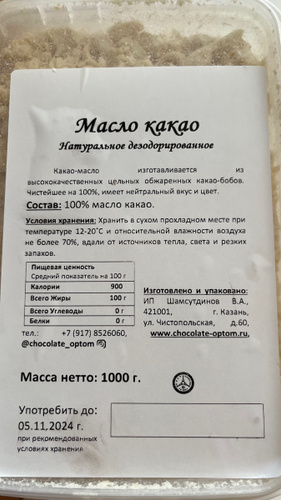 Масло какао
Натуральное дезодорированное
Какао-масло изготавливается из
высококачественных цельных обжаренных какао-бобов.
Чистейшее на 100%, имеет нейтральный вкус и цвет.
Состав: 100% масло какао.
Условия хранения: Хранить в сухом прохладном месте при
температуре 12-20˚С и относительной влажности воздуха
не более 70%, вдали от источников тепла, света и резких
запахов.
Пищевая ценность
Средний показатель на 100 г
Калории 900
Всего Жиры 100 г
Всего Углеводы 0 г
Белки 0 г
Изготовлено и упаковано:
ИП Шамсутдинов В.А.,
421001, г. Казань,
ул. Чистопольская, д.60,
тел.: +7 (917) 8526060, www.chocolate-optom.ru,
@chocolate_optom
Масса нетто: 1000 г.
Употребить до:
05.11.2024 г.
при рекомендованных
условиях хранения